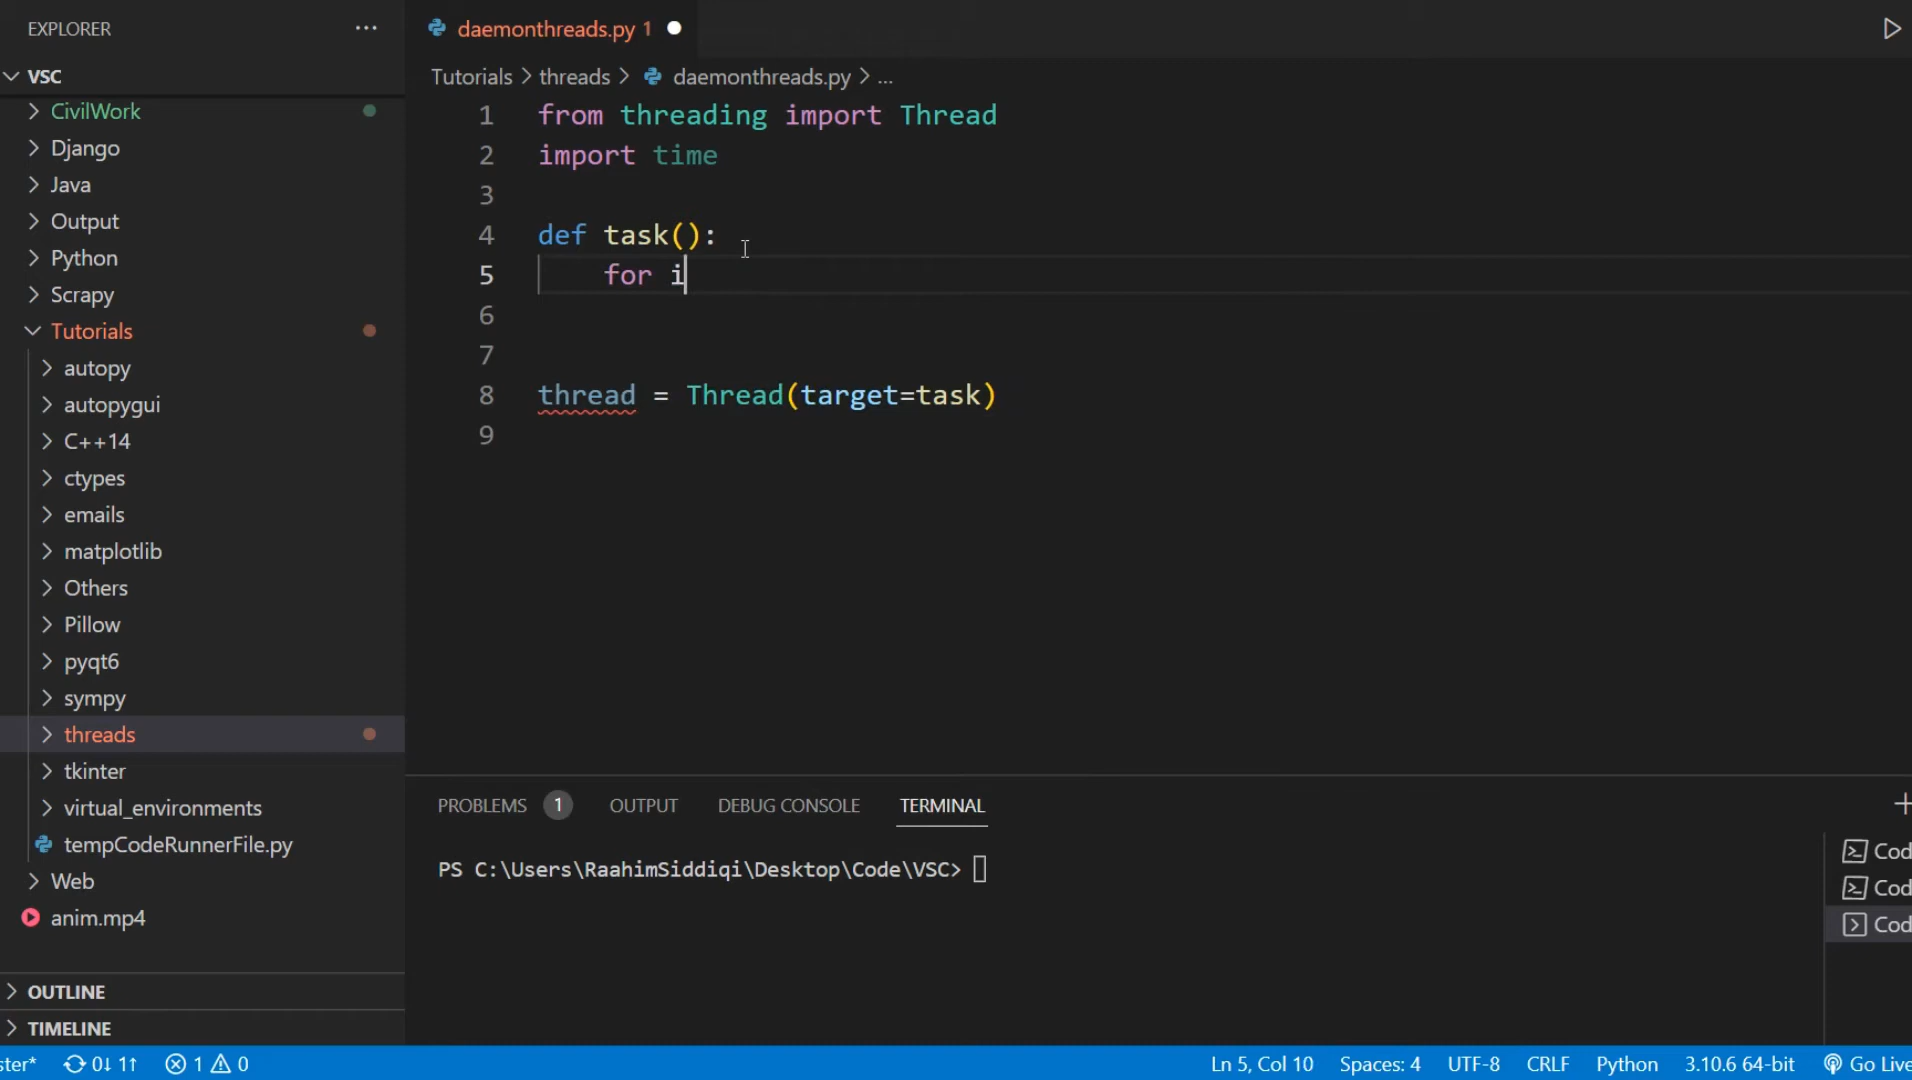 EXPLORER
VSC
CivilWork
Django
Java
Output
Python
Scrapy
Tutorials
autopy
autopygui
C++14
ctypes
emails
matplotlib
Others
Pillow
pyqt6
sympy
threads
tkinter
virtual_environments
tempCodeRunnerFile.py
Web
anim.mp4
OUTLINE
TIMELINE
daemonthreads.py 1
Tutorials > threads > daemonthreads.py > ...
1 from threading import Thread
2 import time
3
4 def task():
5 for i
6
7
8 thread = Thread(target=task)
9
PROBLEMS 1 OUTPUT DEBUG CONSOLE TERMINAL
PS C:\Users\RaahimSiddiqi\Desktop\Code\VSC>
Cod
Cod
Cod
ster* 0↓ 1↑ 1 0 Ln 5, Col 10 Spaces: 4 UTF-8 CRLF Python 3.10.6 64-bit Go Live